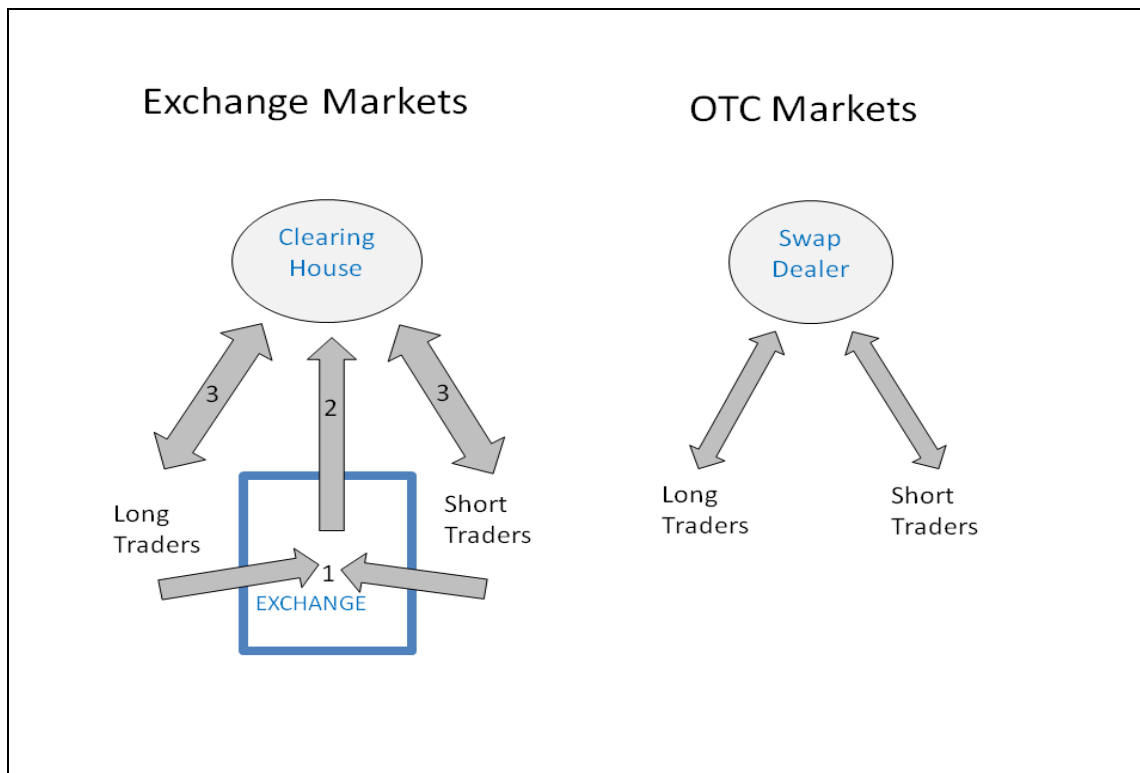 Exchange Markets
OTC Markets
Clearing
House
Swap
Dealer
3
2
3
Long
Traders
Short
Traders
1
EXCHANGE
Long
Traders
Short
Traders